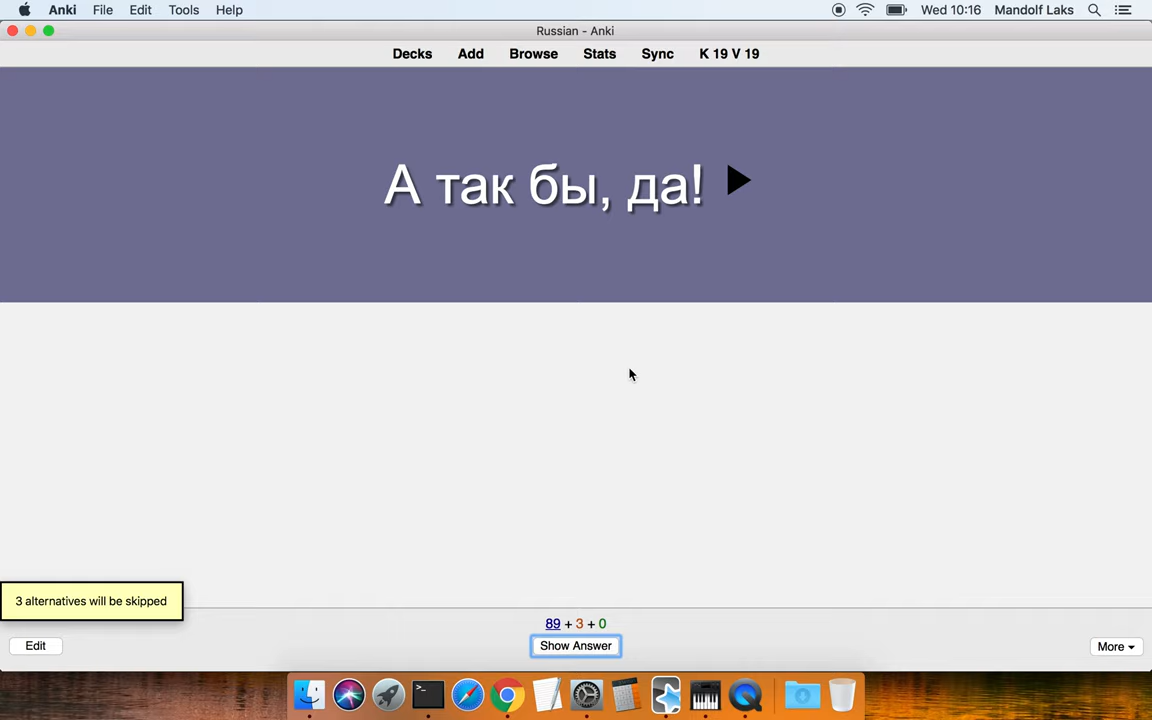 Anki File Edit Tools Help Wed 10:16 Mandolf Laks
Russian - Anki
Decks Add Browse Stats Sync K 19 V 19
А так бы, да!
3 alternatives will be skipped
89 + 3 + 0
Edit Show Answer More